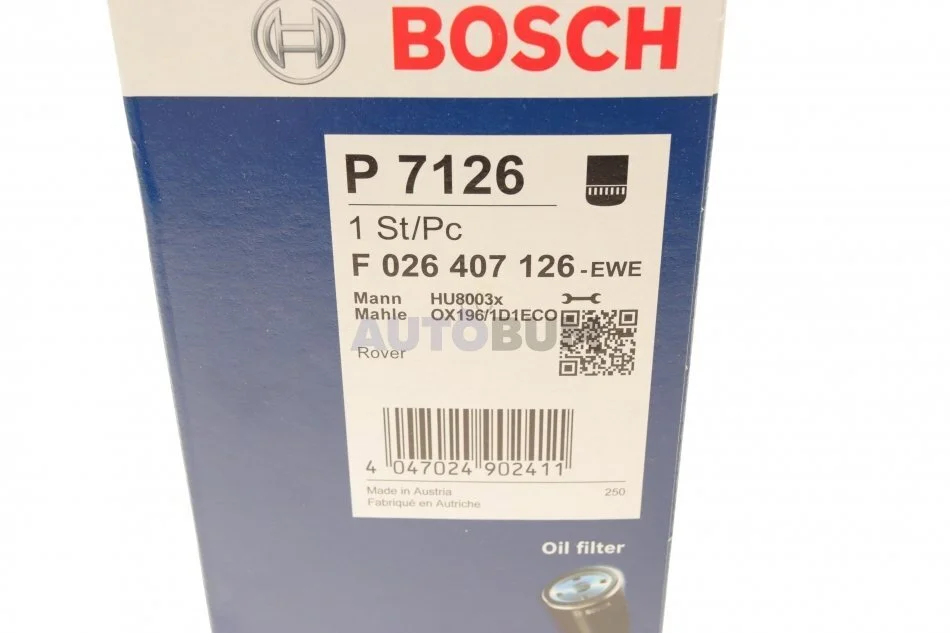 BOSCH
P 7126
1 St/Pc
F 026 407 126 -EWE
Mann HU8003x
Mahle OX196/1D1ECO
AUTOBU
Rover
4 047024 902411
Made in Austria 250
Fabriqué en Autriche
Oil filter